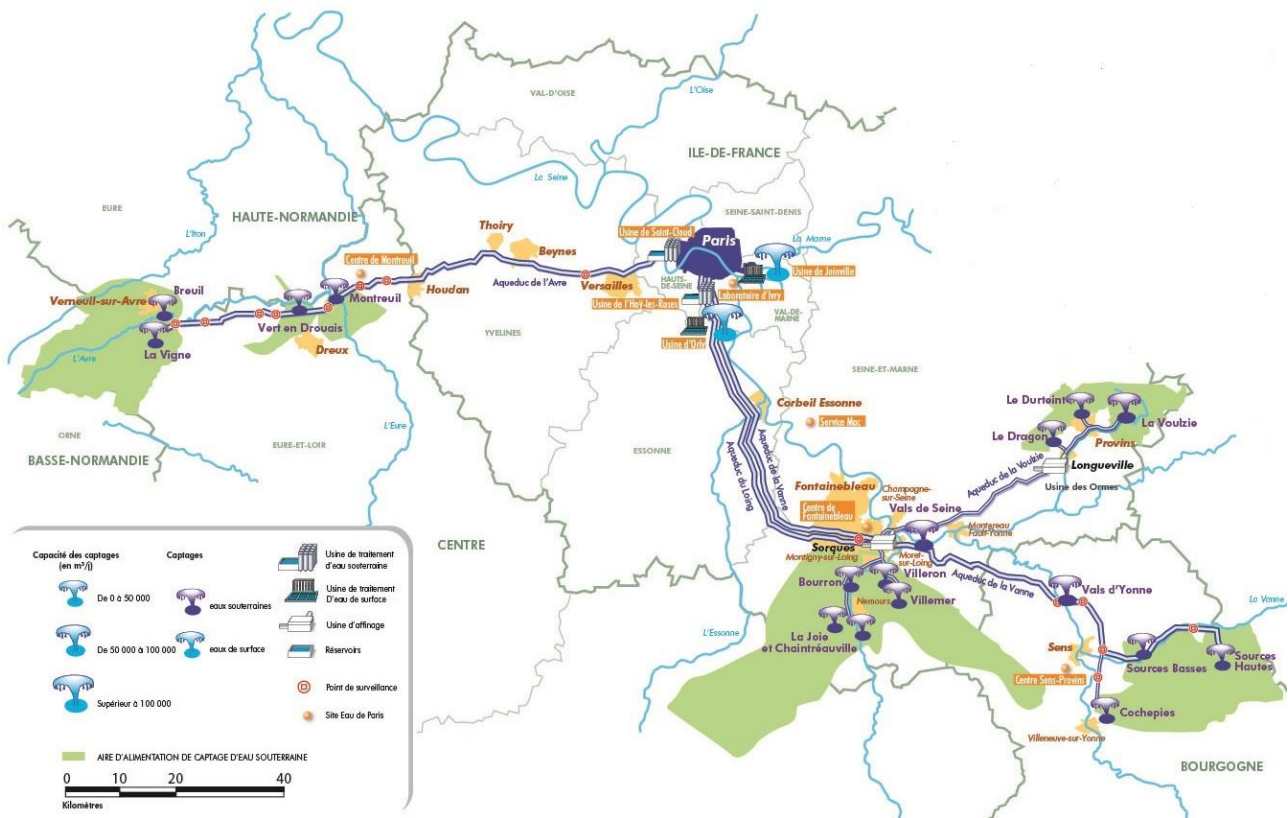 VAL-D'OISE
L'Oise
ILE-DE-FRANCE
La Seine
EURE
HAUTE-NORMANDIE
L'Iton
SEINE-SAINT-DENIS
Thoiry
Beynes
Usine de Saint-Cloud
Paris
La Marne
Centre de Montreuil
Usine de Joinville
Aqueduc de l'Avre
Versailles
HAUTS-DE-SEINE
Laboratoire d'Ivry
Houdan
Verneuil-sur-Avre
Breuil
Montreuil
Usine de l'Haÿ-les-Roses
VAL-DE-MARNE
Vert en Drouais
YVELINES
Usine d'Orly
La Vigne
L'Avre
Dreux
SEINE-ET-MARNE
Corbeil Essonne
Service Mac
Le Durteint
La Voulzie
L'Eure
ORNE
EURE-ET-LOIR
Le Dragon
Provins
BASSE-NORMANDIE
ESSONNE
Aqueduc de la Vanne
Aqueduc du Loing
Aqueduc de la Voulzie
Longueville
Usine des Ormes
Fontainebleau
Champagne-
sur-Seine
Centre de
Fontainebleau
Vals de Seine
Montereau
Fault-Yonne
CENTRE
Sorques
Montigny-sur-Loing
Moret-
sur-Loing
Bourron
Villeron
Aqueduc de la Vanne
Vals d'Yonne
Nemours
Villemer
La Vanne
L'Essonne
La Joie
et Chaintréauville
Sens
Sources Basses
Sources
Hautes
Centre Sens-Provins
Cochepies
Villeneuve-sur-Yonne
BOURGOGNE
Capacité des captages
(en m³/j)
Captages
De 0 à 50 000
De 50 000 à 100 000
Supérieur à 100 000
eaux souterraines
eaux de surface
Usine de traitement
d'eau souterraine
Usine de traitement
D'eau de surface
Usine d'affinage
Réservoirs
Point de surveillance
Site Eau de Paris
AIRE D'ALIMENTATION DE CAPTAGE D'EAU SOUTERRAINE
0 10 20 40
Kilomètres